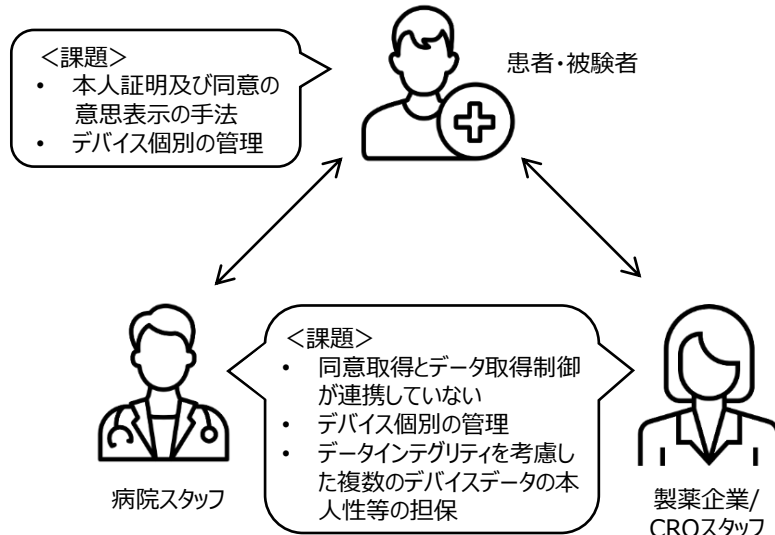 ＜課題＞
• 本人証明及び同意の
意思表示の手法
• デバイス個別の管理
患者・被験者
＜課題＞
• 同意取得とデータ取得制御
が連携していない
• デバイス個別の管理
• データインテグリティを考慮し
た複数のデバイスデータの本
人性等の担保
病院スタッフ
製薬企業/
CROスタッフ